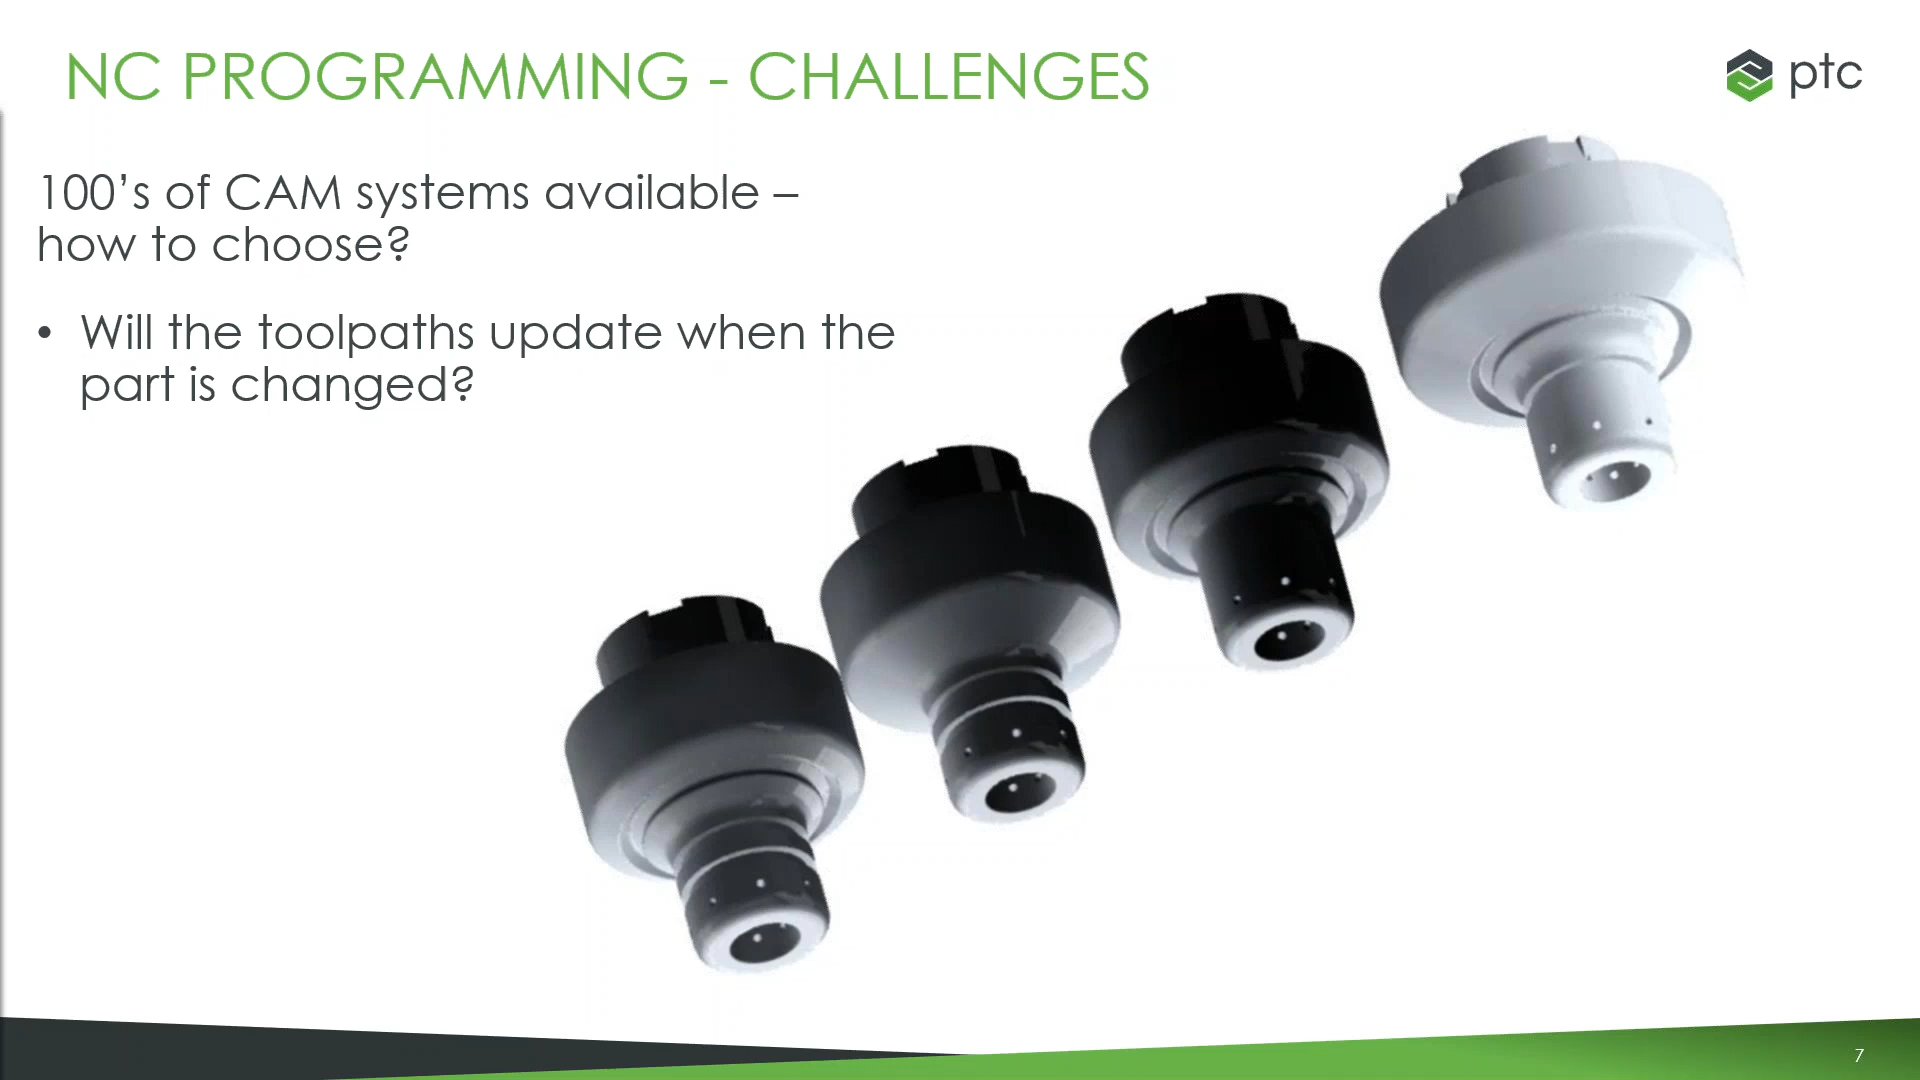 NC PROGRAMMING - CHALLENGES
ptc
100’s of CAM systems available –
how to choose?
• Will the toolpaths update when the
part is changed?
7